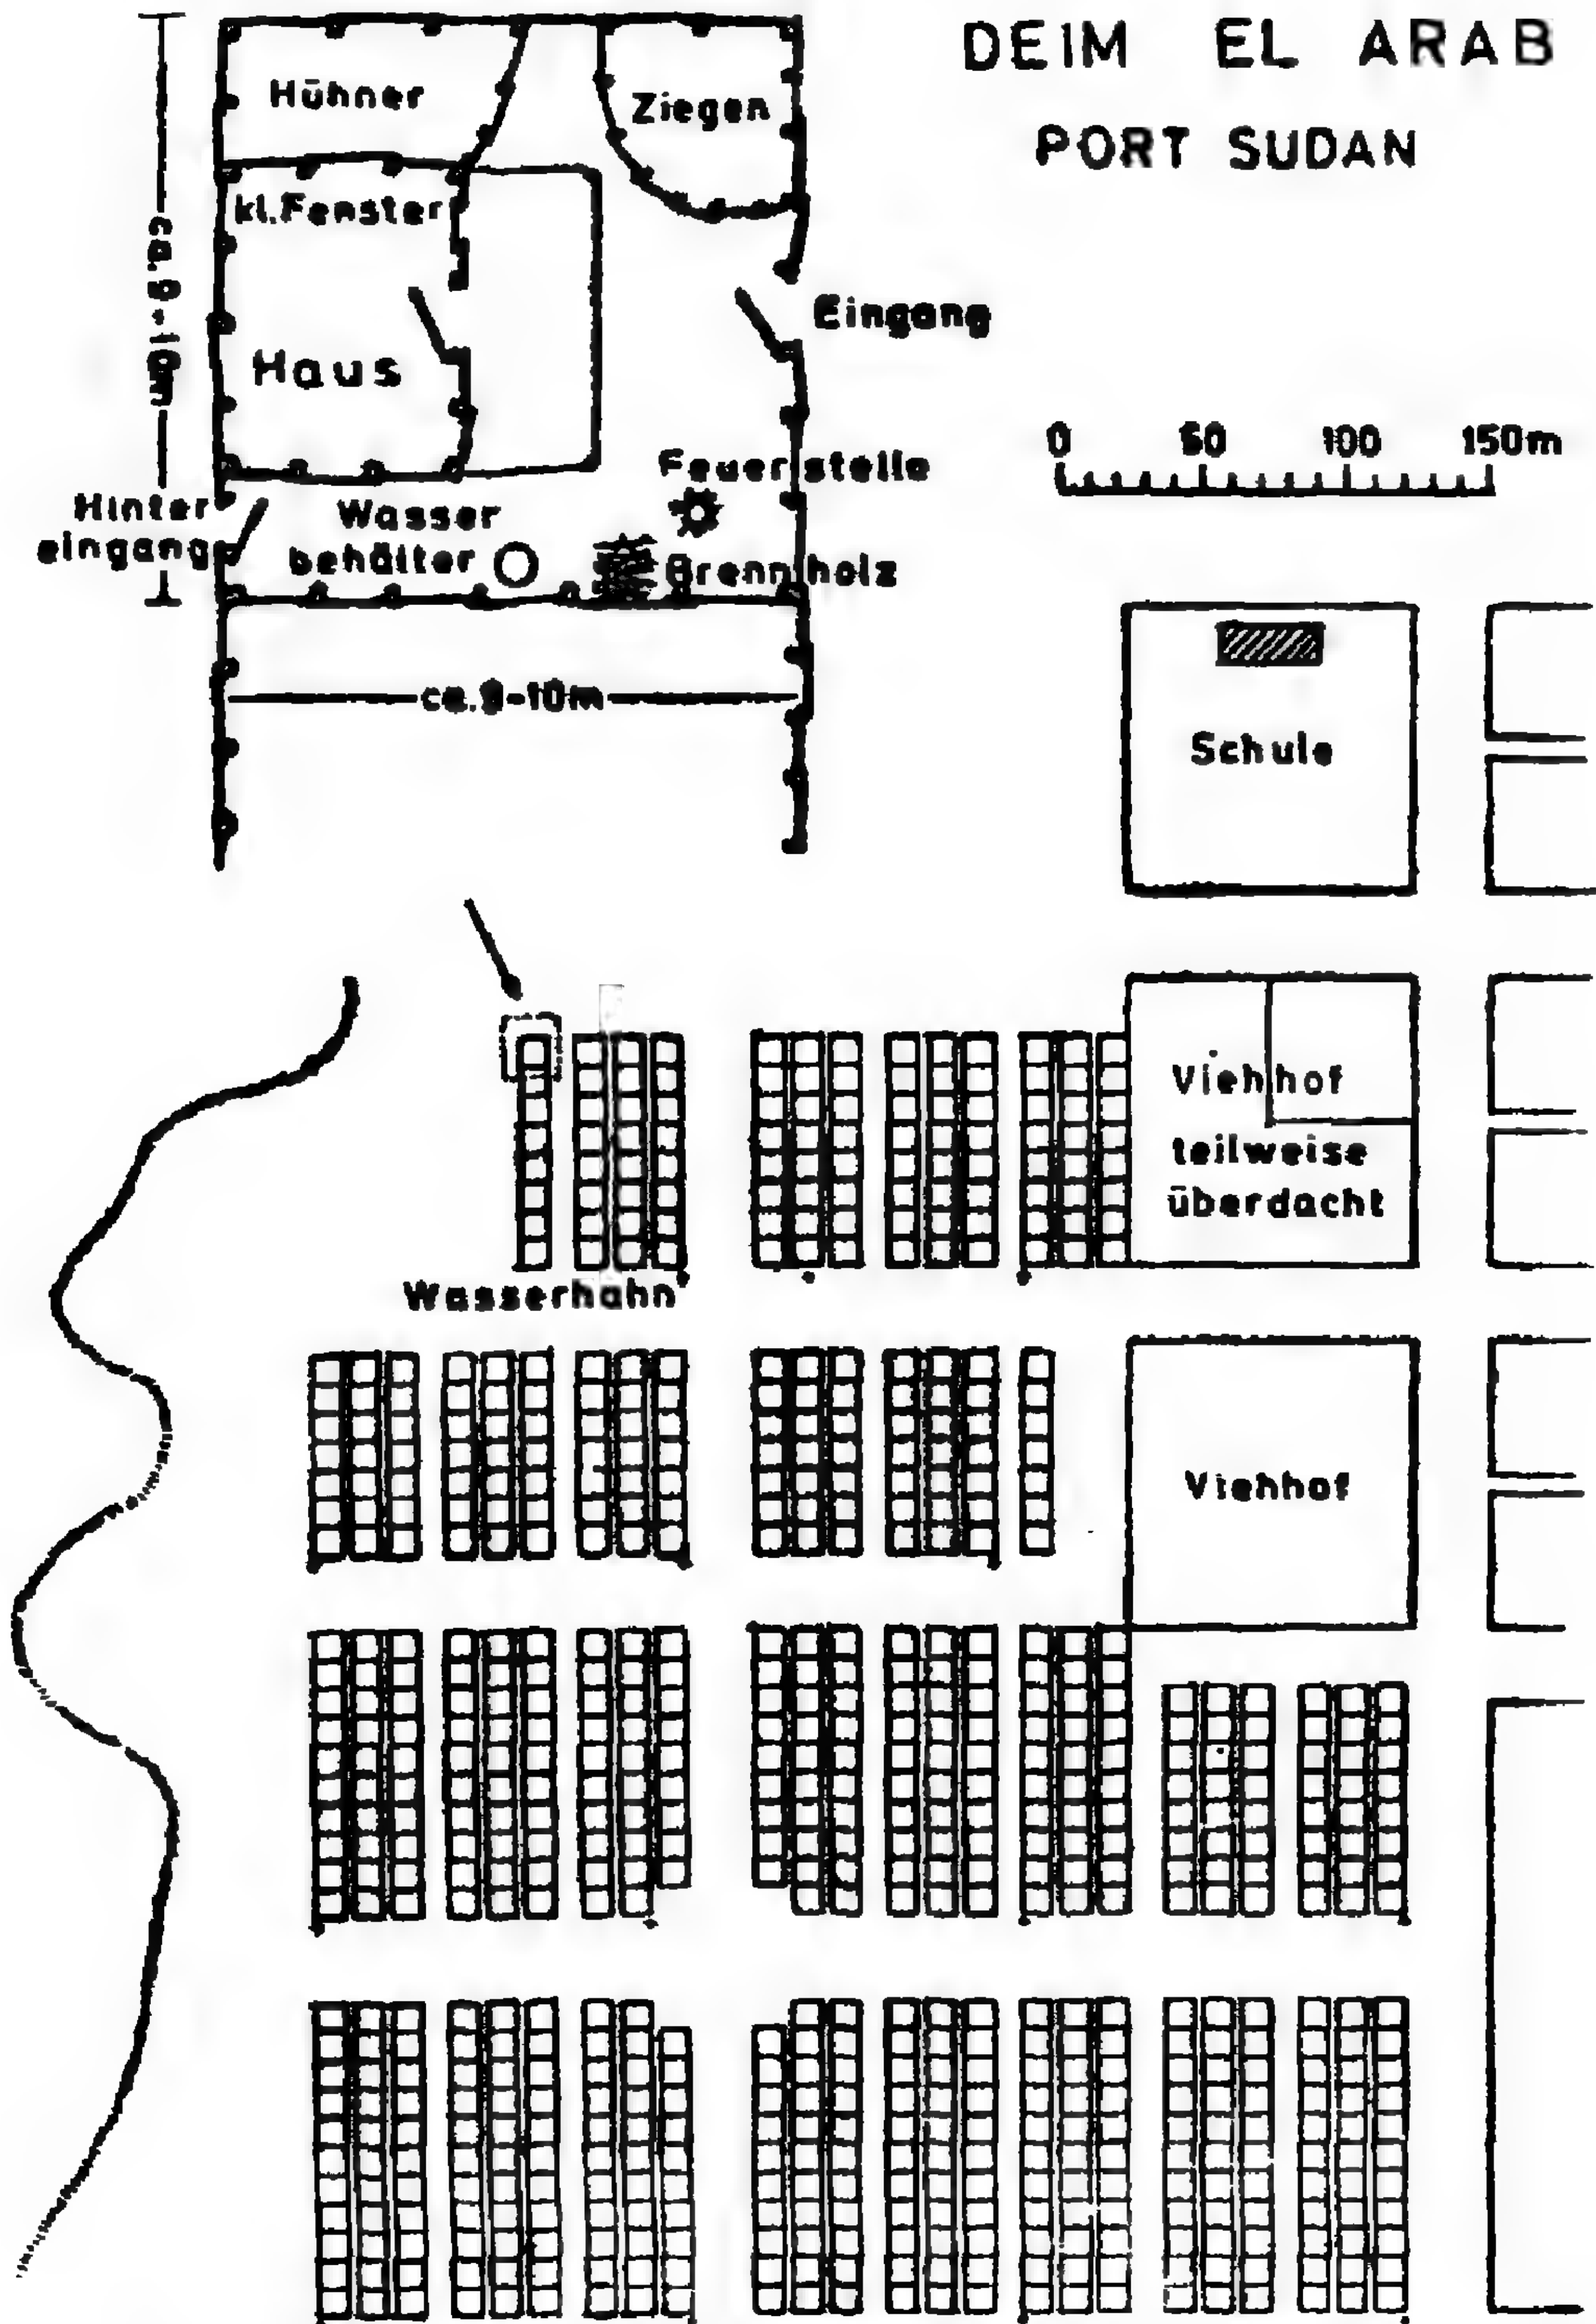 DEIM EL ARAB
PORT SUDAN
Hühner
Ziegen
kl.Fenster
ca.9-10m
Eingang
Haus
0 50 100 150m
Feuerstelle
Hinter
eingang
Wasser
behälter
Brennholz
ca.9-10m
Schule
Viehhof
teilweise
überdacht
Wasserhahn
Viehhof